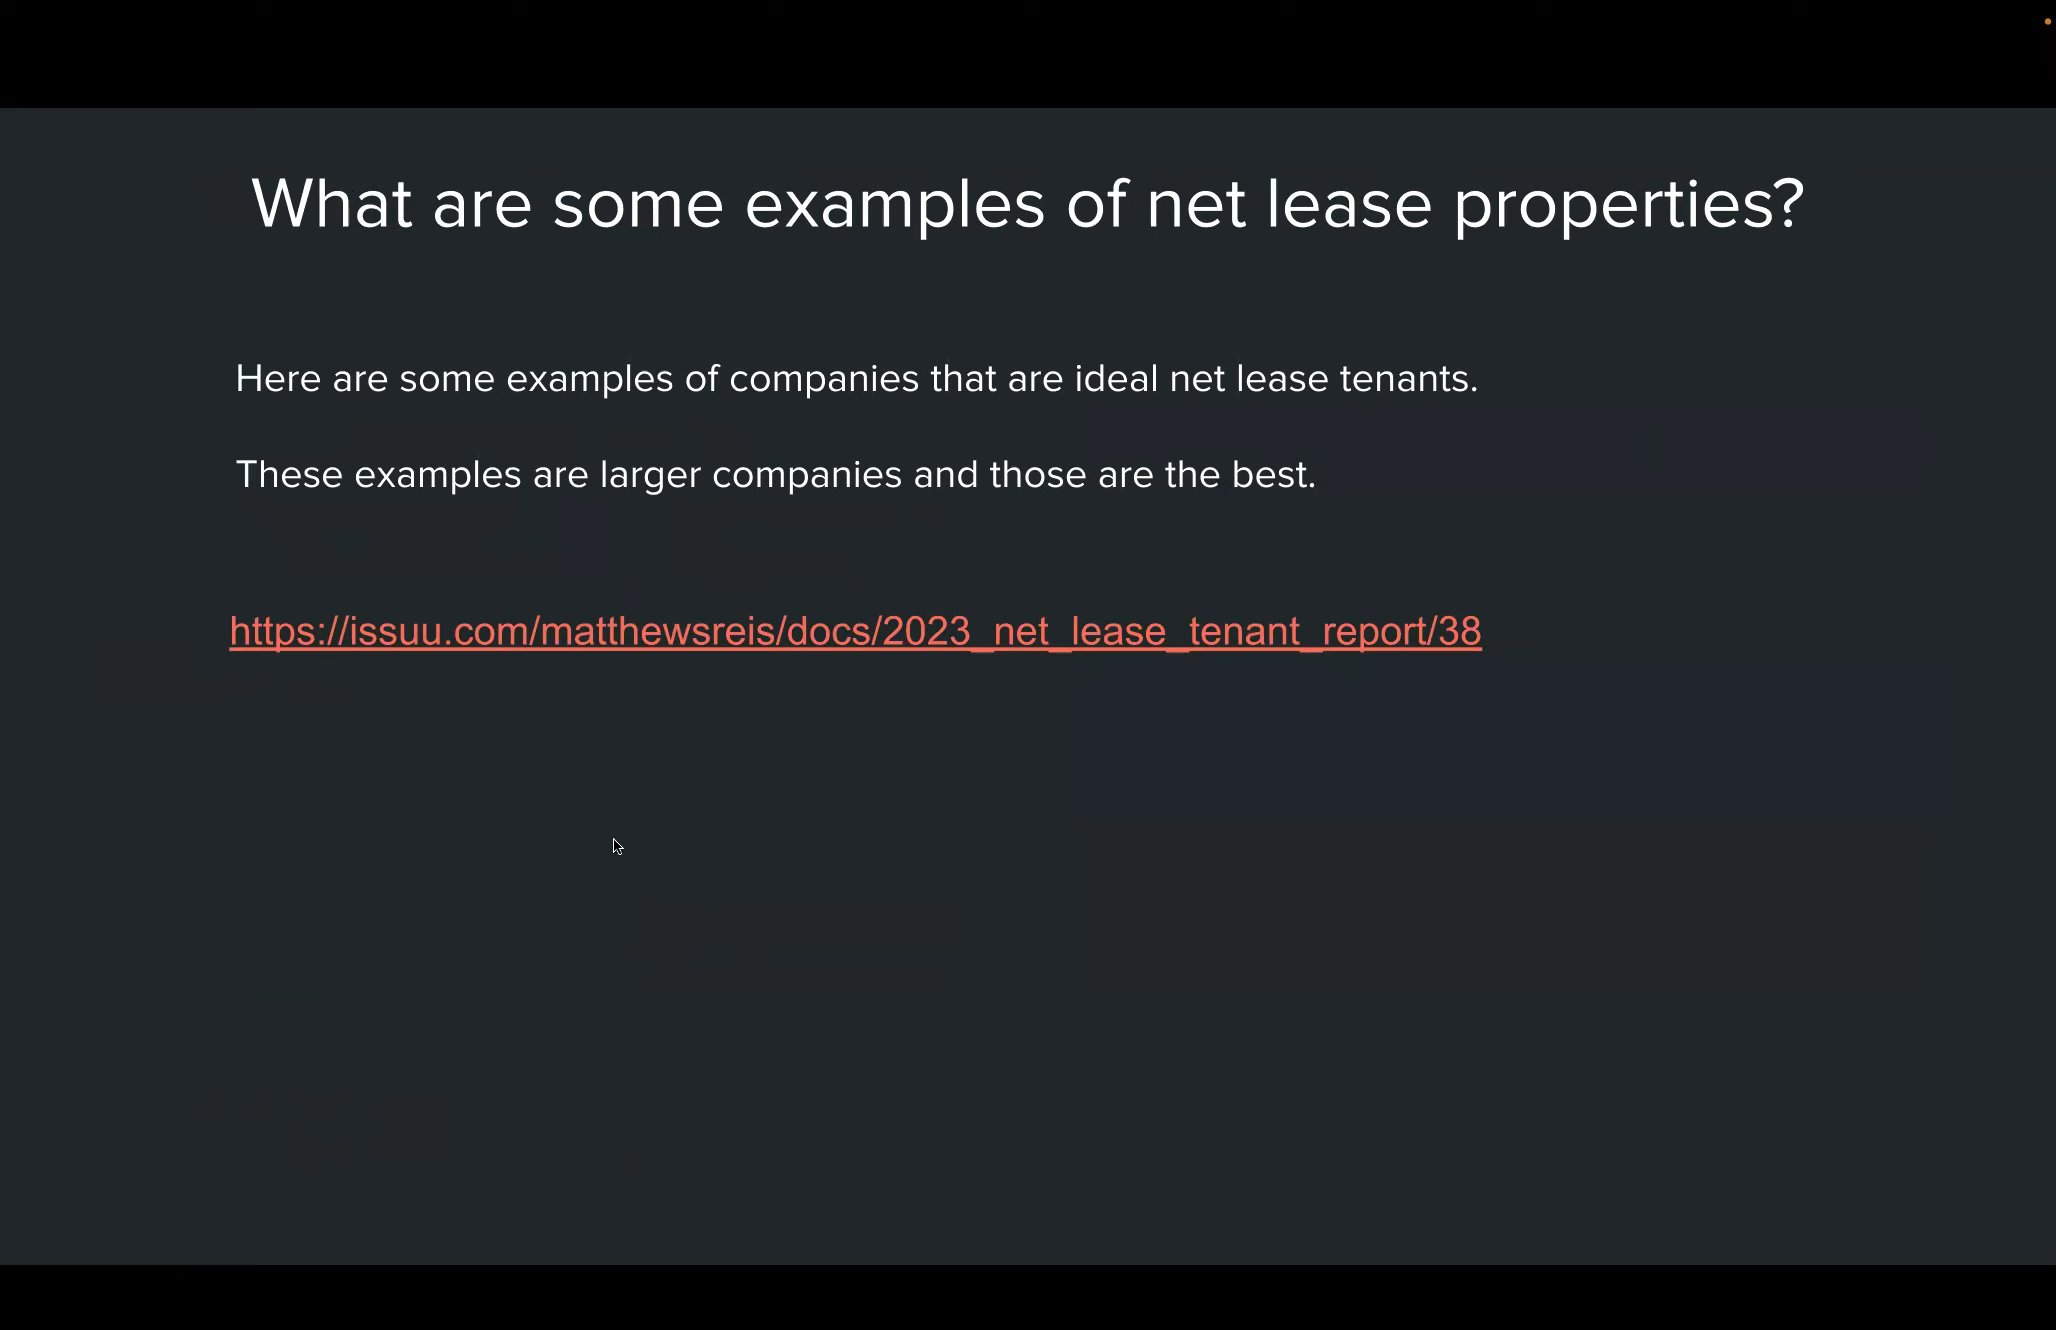 What are some examples of net lease properties?
Here are some examples of companies that are ideal net lease tenants.
These examples are larger companies and those are the best.
https://issuu.com/matthewsreis/docs/2023_net_lease_tenant_report/38